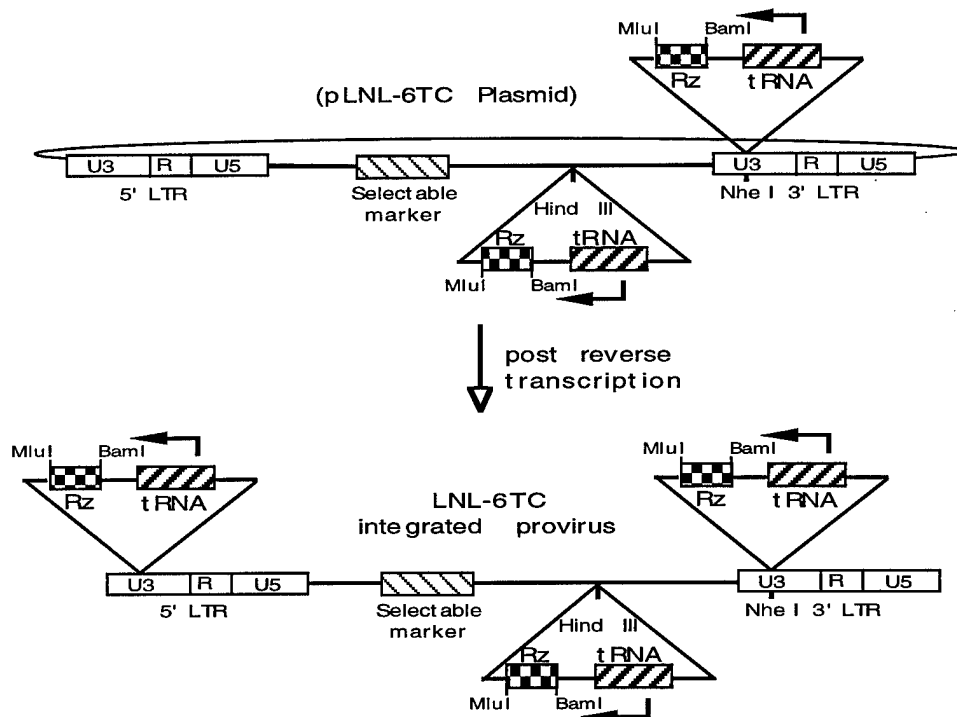 MluI BamI
Rz tRNA
(pLNL-6TC Plasmid)
U3 R U5
U3 R U5
5' LTR
Selectable
marker
Nhe I 3' LTR
Hind III
Rz tRNA
MluI BamI
post reverse
transcription
MluI BamI
Rz tRNA
MluI BamI
Rz tRNA
LNL-6TC
integrated provirus
U3 R U5
U3 R U5
5' LTR
Selectable
marker
Nhe I 3' LTR
Hind III
Rz tRNA
MluI BamI